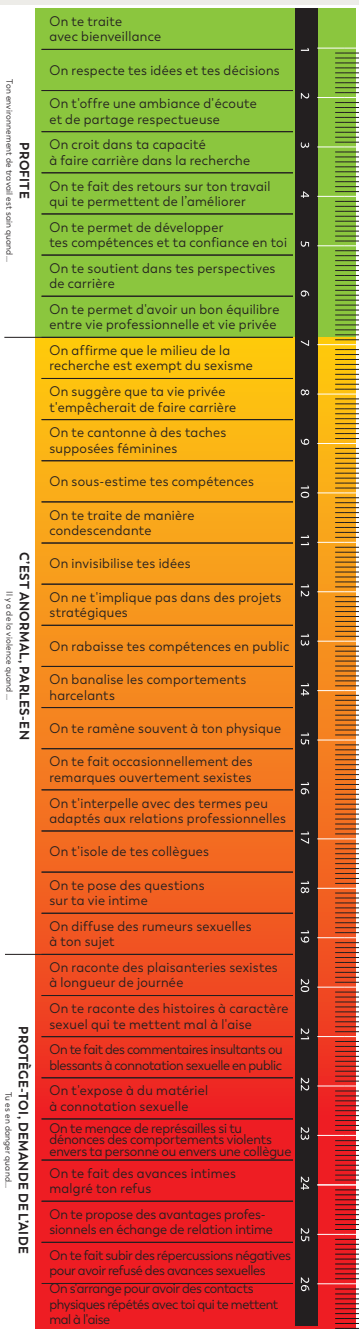 On te traite
avec bienveillance
On respecte tes idées et tes décisions
On t'offre une ambiance d'écoute
et de partage respectueuse
On croit dans ta capacité
à faire carrière dans la recherche
On te fait des retours sur ton travail
qui te permettent de l'améliorer
On te permet de développer
tes compétences et ta confiance en toi
On te soutient dans tes perspectives
de carrière
On te permet d'avoir un bon équilibre
entre vie professionnelle et vie privée
PROFITE
Ton environnement de travail est sain quand...
On affirme que le milieu de la
recherche est exempt du sexisme
On suggère que ta vie privée
t'empêcherait de faire carrière
On te cantonne à des taches
supposées féminines
On sous-estime tes compétences
On te traite de manière
condescendante
On invisibilise tes idées
On ne t'implique pas dans des projets
stratégiques
On rabaisse tes compétences en public
On banalise les comportements
harcelants
On te ramène souvent à ton physique
On te fait occasionnellement des
remarques ouvertement sexistes
On t'interpelle avec des termes peu
adaptés aux relations professionnelles
On t'isole de tes collègues
On te pose des questions
sur ta vie intime
On diffuse des rumeurs sexuelles
à ton sujet
C'EST ANORMAL, PARLES-EN
Il y a de la violence quand ...
On raconte des plaisanteries sexistes
à longueur de journée
On te raconte des histoires à caractère
sexuel qui te mettent mal à l'aise
On te fait des commentaires insultants ou
blessants à connotation sexuelle en public
On t'expose à du matériel
à connotation sexuelle
On te menace de représailles si tu
dénonces des comportements violents
envers ta personne ou envers une collègue
On te fait des avances intimes
malgré ton refus
On te propose des avantages profes-
sionnels en échange de relation intime
On te fait subir des répercussions négatives
pour avoir refusé des avances sexuelles
On s'arrange pour avoir des contacts
physiques répétés avec toi qui te mettent
mal à l'aise
PROTÈGE-TOI, DEMANDE DE L'AIDE
Tu es en danger quand...
1
2
3
4
5
6
7
8
9
10
11
12
13
14
15
16
17
18
19
20
21
22
23
24
25
26